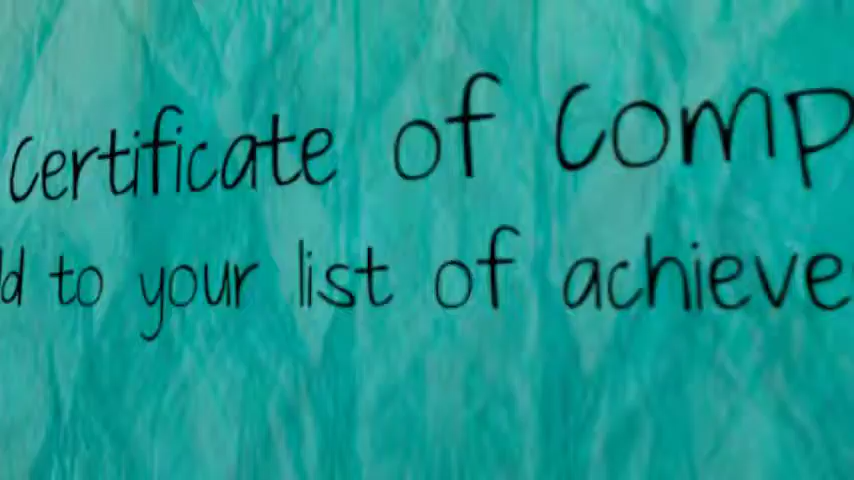 Certificate of Comp
d to your list of achieve